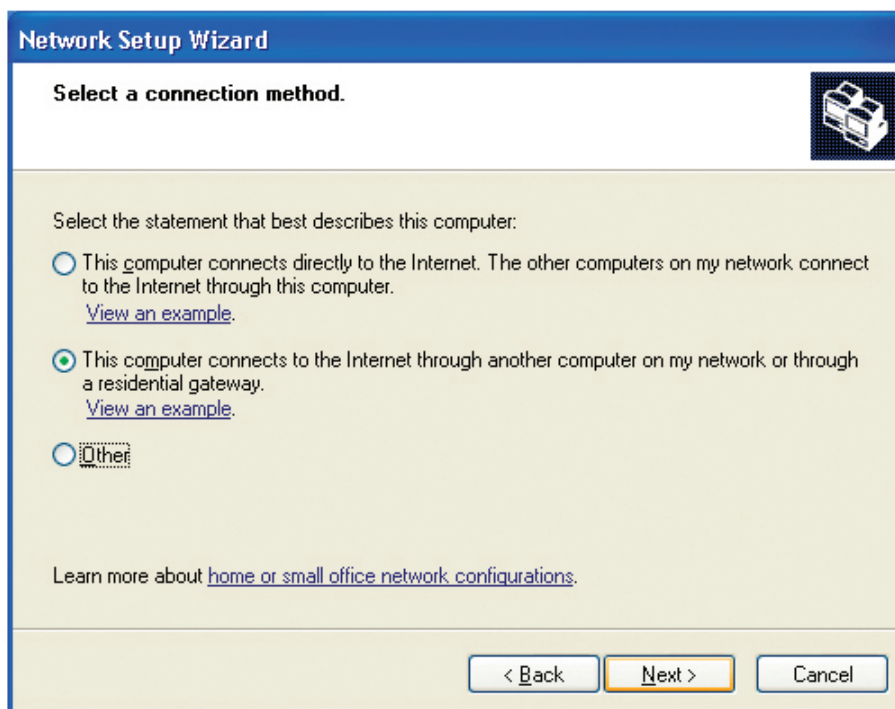 Network Setup Wizard
Select a connection method.
Select the statement that best describes this computer:
This computer connects directly to the Internet. The other computers on my network connect
to the Internet through this computer.
View an example.
This computer connects to the Internet through another computer on my network or through
a residential gateway.
View an example.
Other
Learn more about home or small office network configurations.
< Back Next > Cancel